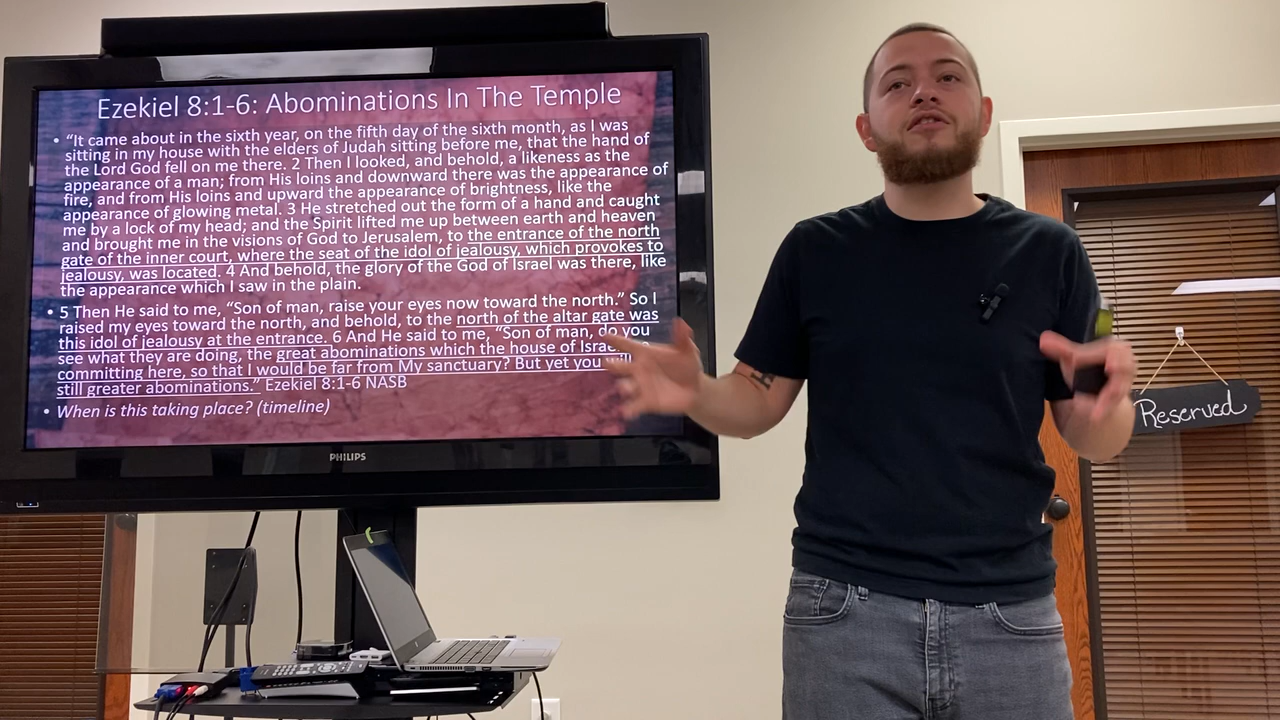 Ezekiel 8:1-6: Abominations In The Temple
• “It came about in the sixth year, on the fifth day of the sixth month, as I was
sitting in my house with the elders of Judah sitting before me, that the hand of
the Lord God fell on me there. 2 Then I looked, and behold, a likeness as the
appearance of a man; from His loins and downward there was the appearance of
fire, and from His loins and upward the appearance of brightness, like the
appearance of glowing metal. 3 He stretched out the form of a hand and caught
me by a lock of my head; and the Spirit lifted me up between earth and heaven
and brought me in the visions of God to Jerusalem, to the entrance of the north
gate of the inner court, where the seat of the idol of jealousy, which provokes to
jealousy, was located. 4 And behold, the glory of the God of Israel was there, like
the appearance which I saw in the plain.
• 5 Then He said to me, “Son of man, raise your eyes now toward the north.” So I
raised my eyes toward the north, and behold, to the north of the altar gate was
this idol of jealousy at the entrance. 6 And He said to me, “Son of man, do you
see what they are doing, the great abominations which the house of
committing here, so that I would be far from My sanctuary? But yet you
still greater abominations.” Ezekiel 8:1-6 NASB
• When is this taking place? (timeline)
PHILIPS
Reserved